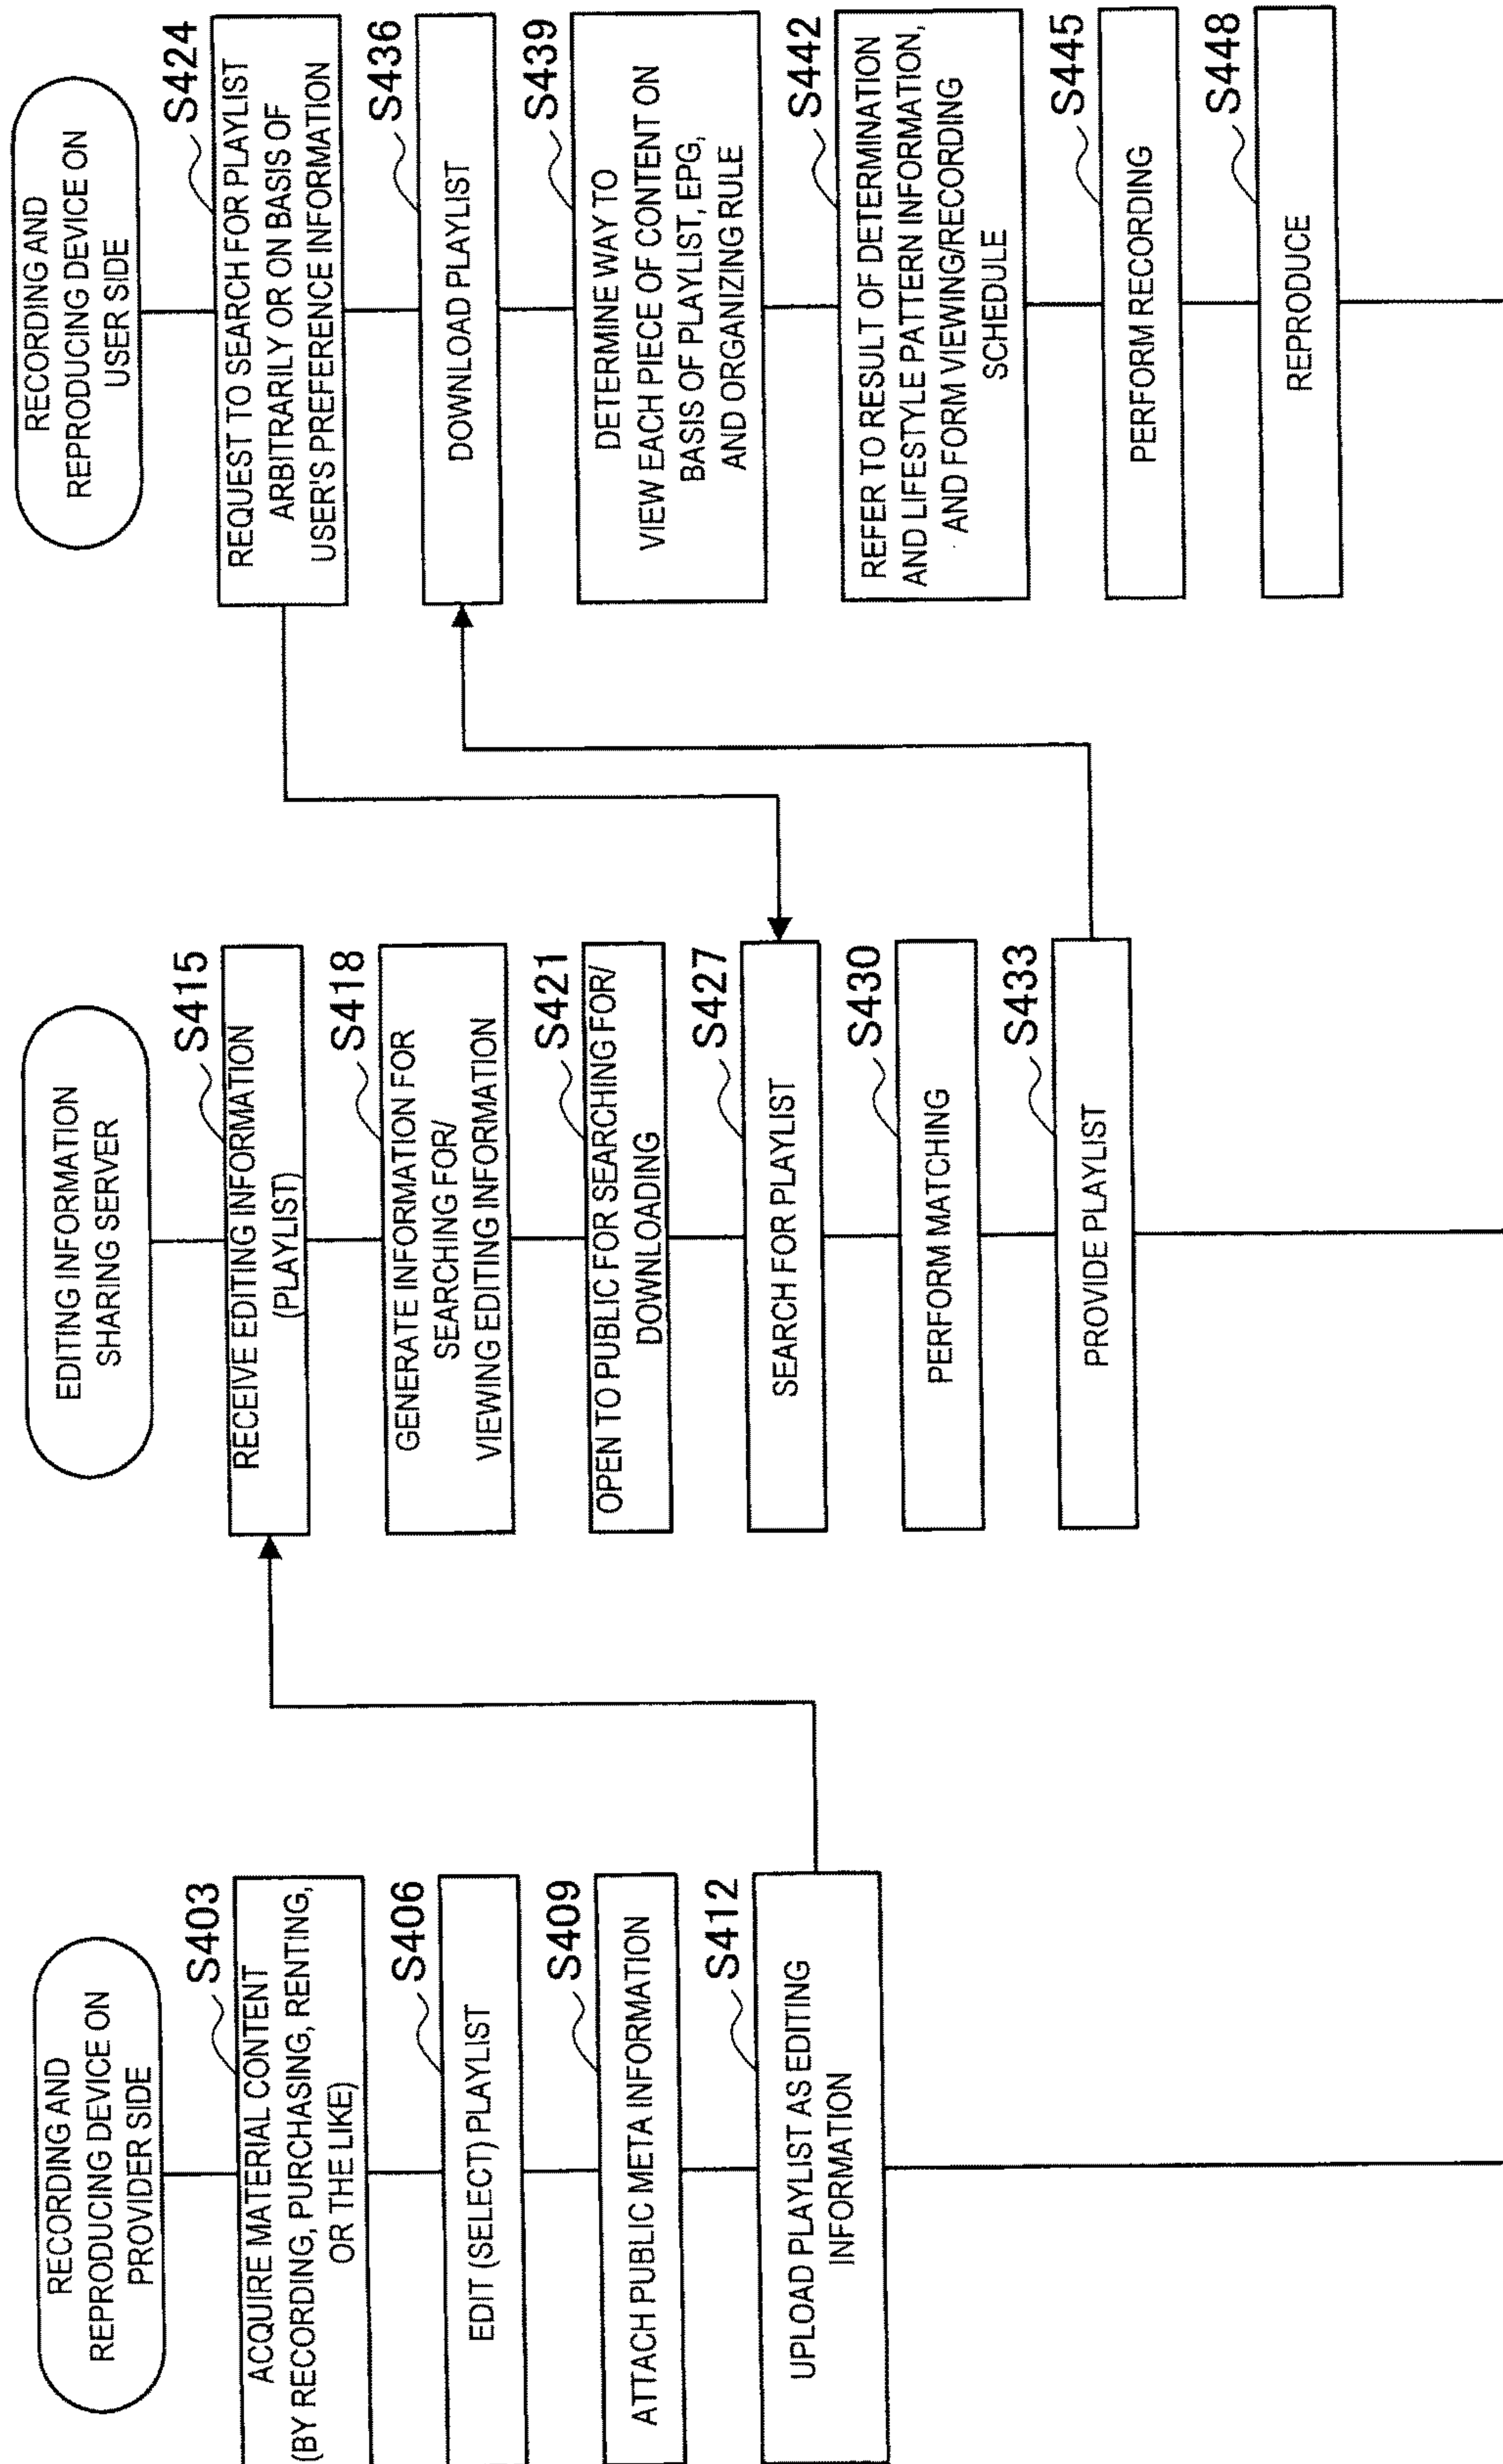 RECORDING AND
REPRODUCING DEVICE ON
PROVIDER SIDE
S403
ACQUIRE MATERIAL CONTENT
(BY RECORDING, PURCHASING, RENTING,
OR THE LIKE)
S406
EDIT (SELECT) PLAYLIST
S409
ATTACH PUBLIC META INFORMATION
S412
UPLOAD PLAYLIST AS EDITING
INFORMATION
EDITING INFORMATION
SHARING SERVER
S415
RECEIVE EDITING INFORMATION
(PLAYLIST)
S418
GENERATE INFORMATION FOR
SEARCHING FOR/
VIEWING EDITING INFORMATION
S421
OPEN TO PUBLIC FOR SEARCHING FOR/
DOWNLOADING
S427
SEARCH FOR PLAYLIST
S430
PERFORM MATCHING
S433
PROVIDE PLAYLIST
RECORDING AND
REPRODUCING DEVICE ON
USER SIDE
S424
REQUEST TO SEARCH FOR PLAYLIST
ARBITRARILY OR ON BASIS OF
USER'S PREFERENCE INFORMATION
S436
DOWNLOAD PLAYLIST
S439
DETERMINE WAY TO
VIEW EACH PIECE OF CONTENT ON
BASIS OF PLAYLIST, EPG,
AND ORGANIZING RULE
S442
REFER TO RESULT OF DETERMINATION
AND LIFESTYLE PATTERN INFORMATION,
AND FORM VIEWING/RECORDING
SCHEDULE
S445
PERFORM RECORDING
S448
REPRODUCE